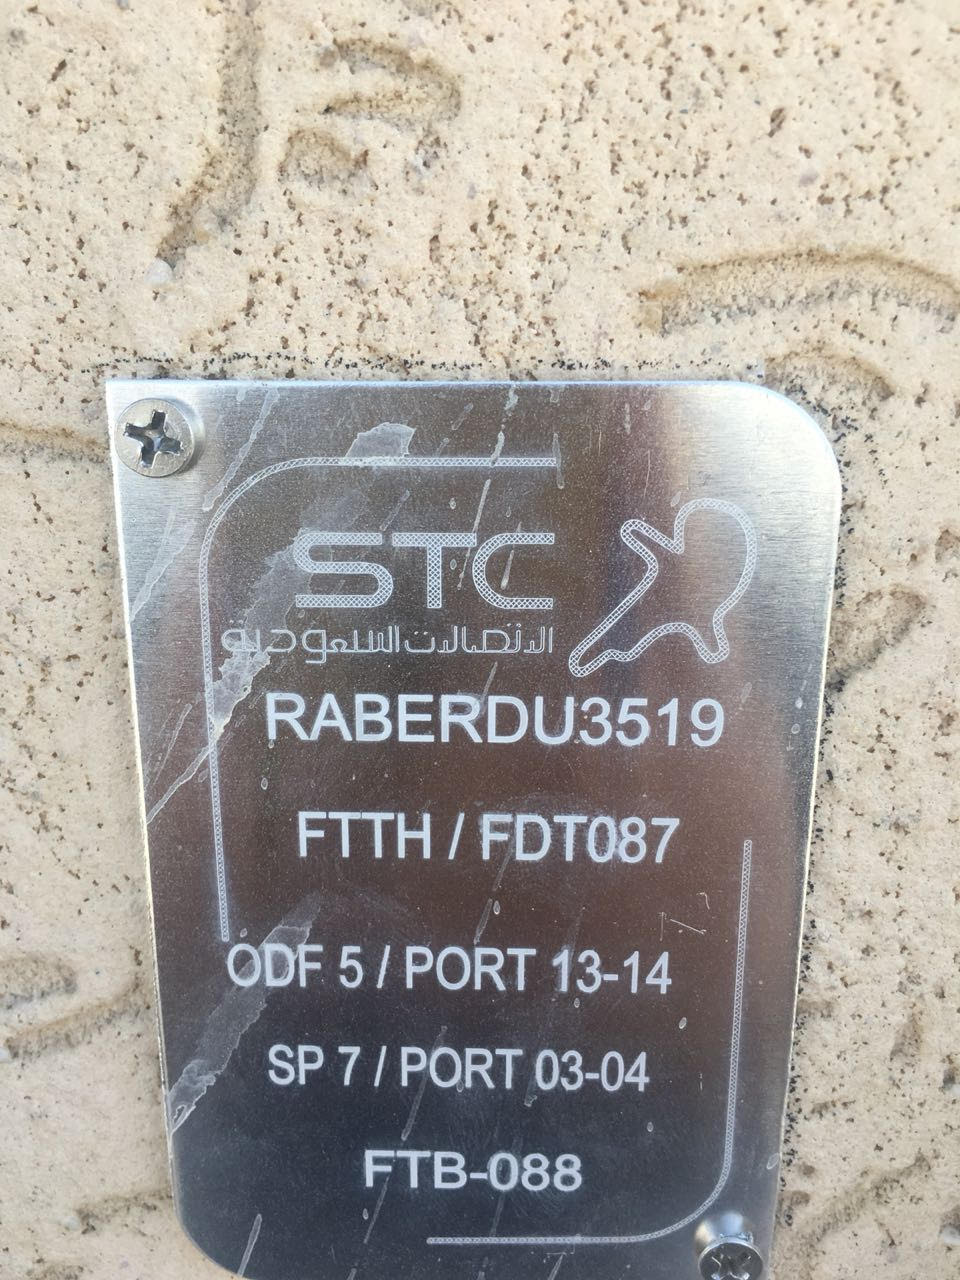 STC
الاتصالات السعودية
RABERDU3519
FTTH / FDT087
ODF 5 / PORT 13-14
SP 7 / PORT 03-04
FTB-088